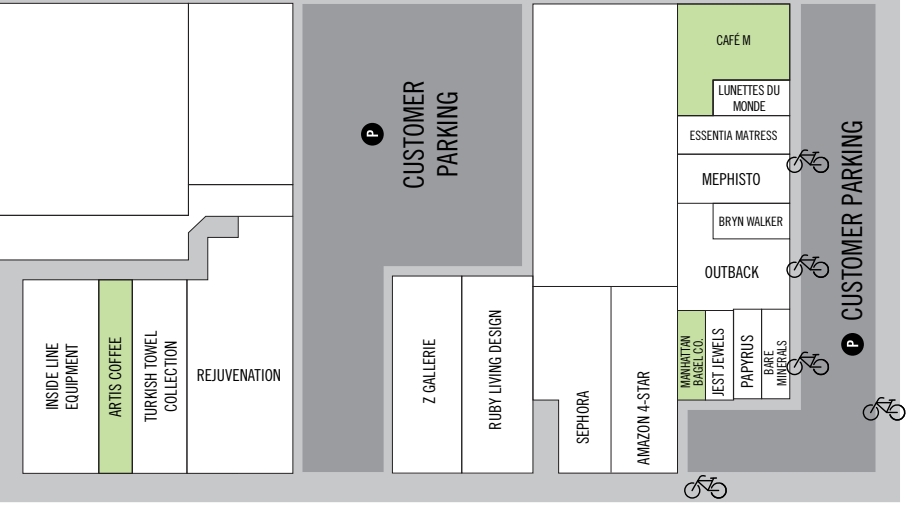 CAFÉ M
LUNETTES DU
MONDE
ESSENTIA MATRESS
MEPHISTO
BRYN WALKER
OUTBACK
MANHATTAN
BAGEL CO.
JEST JEWELS
PAPYRUS
BARE
MINERALS
P
CUSTOMER PARKING
P
CUSTOMER
PARKING
INSIDE LINE
EQUIPMENT
ARTIS COFFEE
TURKISH TOWEL
COLLECTION
REJUVENATION
Z GALLERIE
RUBY LIVING DESIGN
SEPHORA
AMAZON 4-STAR